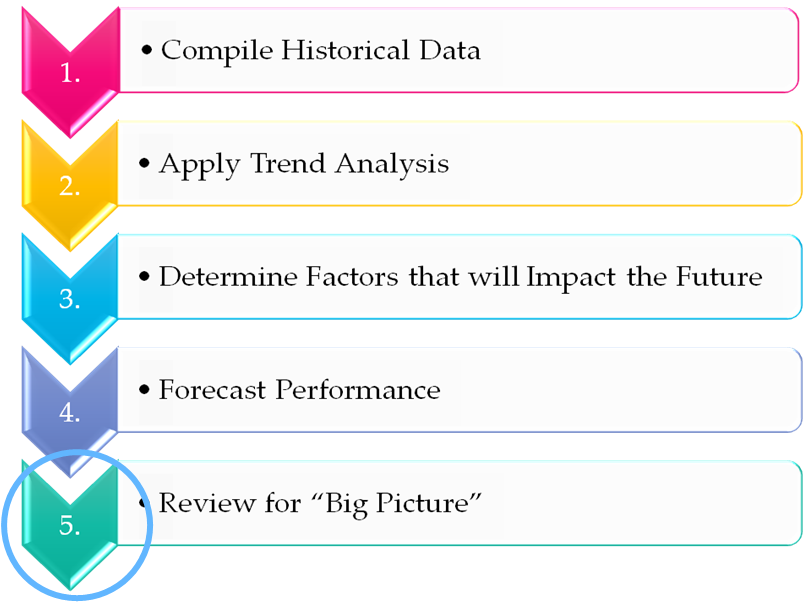 1.
• Compile Historical Data
2.
• Apply Trend Analysis
3.
• Determine Factors that will Impact the Future
4.
• Forecast Performance
5.
• Review for “Big Picture”